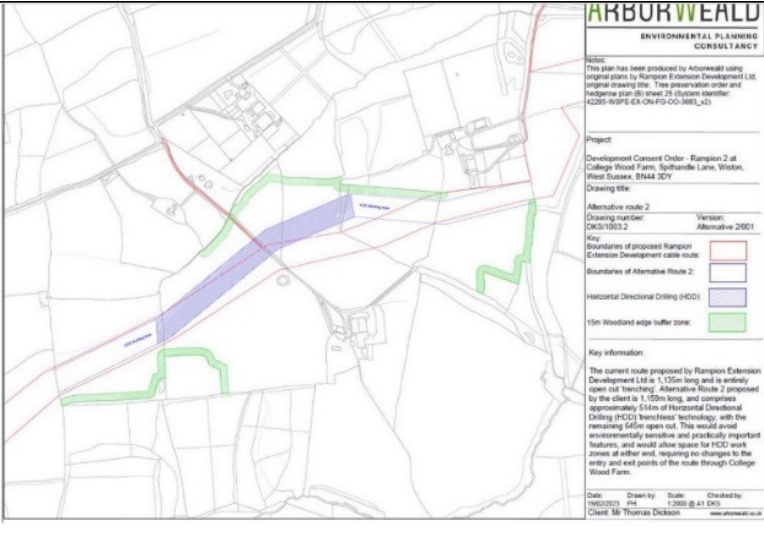 ARBORWEALD
ENVIRONMENTAL PLANNING
CONSULTANCY
Notes:
This plan has been produced by Arborweald using
original plans by Rampion Extension Development Ltd,
original drawing title: Tree preservation order and
hedgerow plan (B) sheet 25 (System identifier:
Project:
Development Consent Order - Rampion 2 at
College Wood Farm, Spithandle Lane, Wiston,
West Sussex, BN44 3DY
Drawing title:
Alternative route 2
Drawing number: Version:
DKS/1003.2 Alternative 2/001
Key:
Boundaries of proposed Rampion
Extension Development cable route:
Boundaries of Alternative Route 2:
Horizontal Directional Drilling (HDD):
15m Woodland edge buffer zone:
Key information:
The current route proposed by Rampion Extension
Development Ltd is 1,135m long and is entirely
open cut 'trenching'. Alternative Route 2 proposed
by the client is 1,159m long, and comprises
approximately 514m of Horizontal Directional
Drilling (HDD) 'trenchless' technology, with the
remaining 645m open cut. This would avoid
environmentally sensitive and practically important
features, and would allow space for HDD work
zones at either end, requiring no changes to the
entry and exit points of the route through College
Wood Farm.
Date: Drawn by: Scale: Checked by:
19/02/2023 PH 1:2000 @ A1 DKS
Client: Mr Thomas Dickson www.arborweald.co.uk